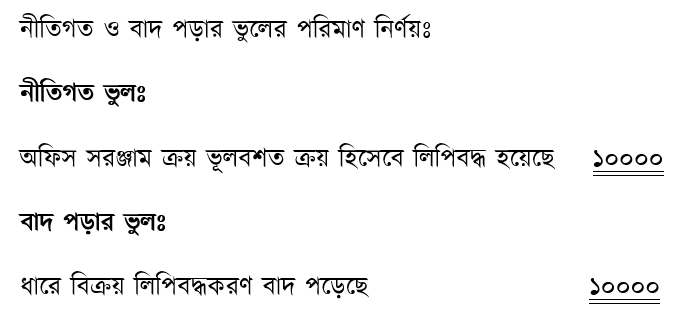 নীতিগত ও বাদ পড়ার ভুলের পরিমাণ নির্ণয়ঃ
নীতিগত ভুলঃ
অফিস সরঞ্জাম ক্রয় ভূলবশত ক্রয় হিসেবে লিপিবদ্ধ হয়েছে ১০০০০
বাদ পড়ার ভুলঃ
ধারে বিক্রয় লিপিবদ্ধকরণ বাদ পড়েছে ১০০০০